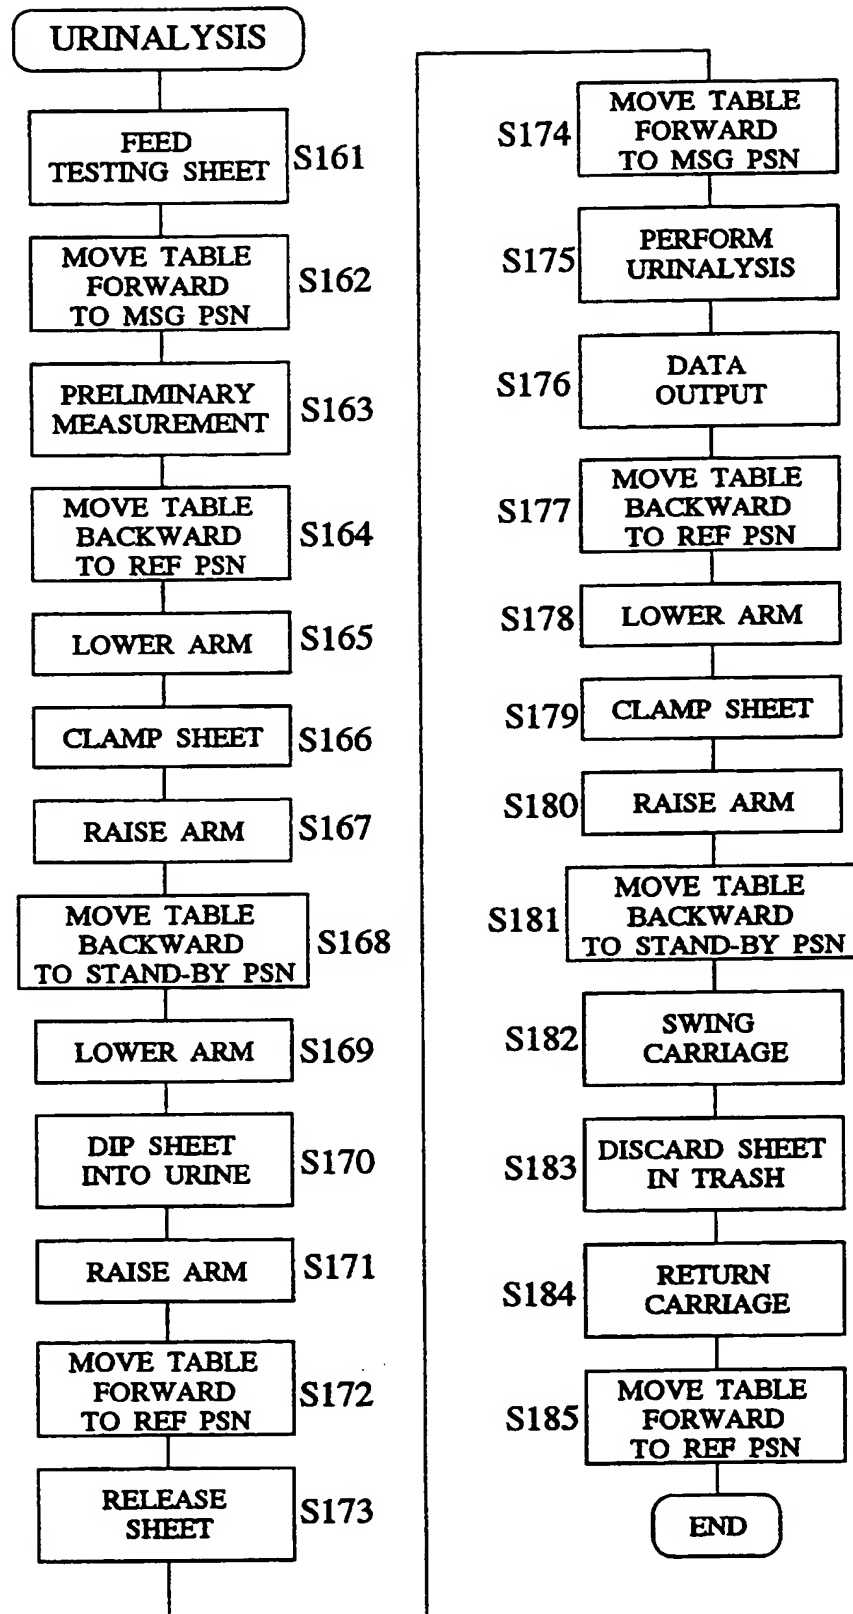 URINALYSIS
FEED
TESTING SHEET
S161
MOVE TABLE
FORWARD
TO MSG PSN
S162
PRELIMINARY
MEASUREMENT
S163
MOVE TABLE
BACKWARD
TO REF PSN
S164
LOWER ARM
S165
CLAMP SHEET
S166
RAISE ARM
S167
MOVE TABLE
BACKWARD
TO STAND-BY PSN
S168
LOWER ARM
S169
DIP SHEET
INTO URINE
S170
RAISE ARM
S171
MOVE TABLE
FORWARD
TO REF PSN
S172
RELEASE
SHEET
S173
S174
MOVE TABLE
FORWARD
TO MSG PSN
S175
PERFORM
URINALYSIS
S176
DATA
OUTPUT
S177
MOVE TABLE
BACKWARD
TO REF PSN
S178
LOWER ARM
S179
CLAMP SHEET
S180
RAISE ARM
S181
MOVE TABLE
BACKWARD
TO STAND-BY PSN
S182
SWING
CARRIAGE
S183
DISCARD SHEET
IN TRASH
S184
RETURN
CARRIAGE
S185
MOVE TABLE
FORWARD
TO REF PSN
END